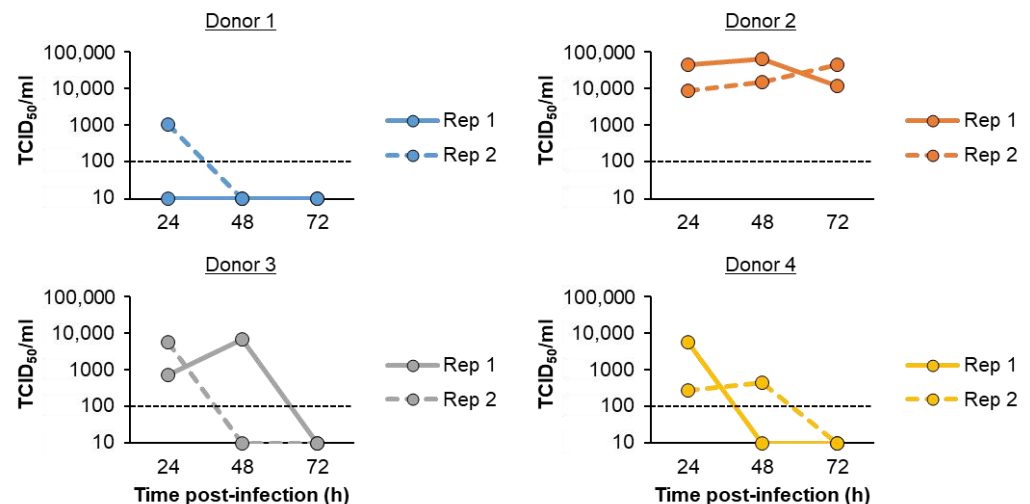 Donor 1
TCID50/ml
100,000
10,000
1000
100
10
24 48 72
Rep 1
Rep 2
Donor 2
TCID50/ml
100,000
10,000
1000
100
10
24 48 72
Rep 1
Rep 2
Donor 3
TCID50/ml
100,000
10,000
1000
100
10
24 48 72
Time post-infection (h)
Rep 1
Rep 2
Donor 4
TCID50/ml
100,000
10,000
1000
100
10
24 48 72
Time post-infection (h)
Rep 1
Rep 2